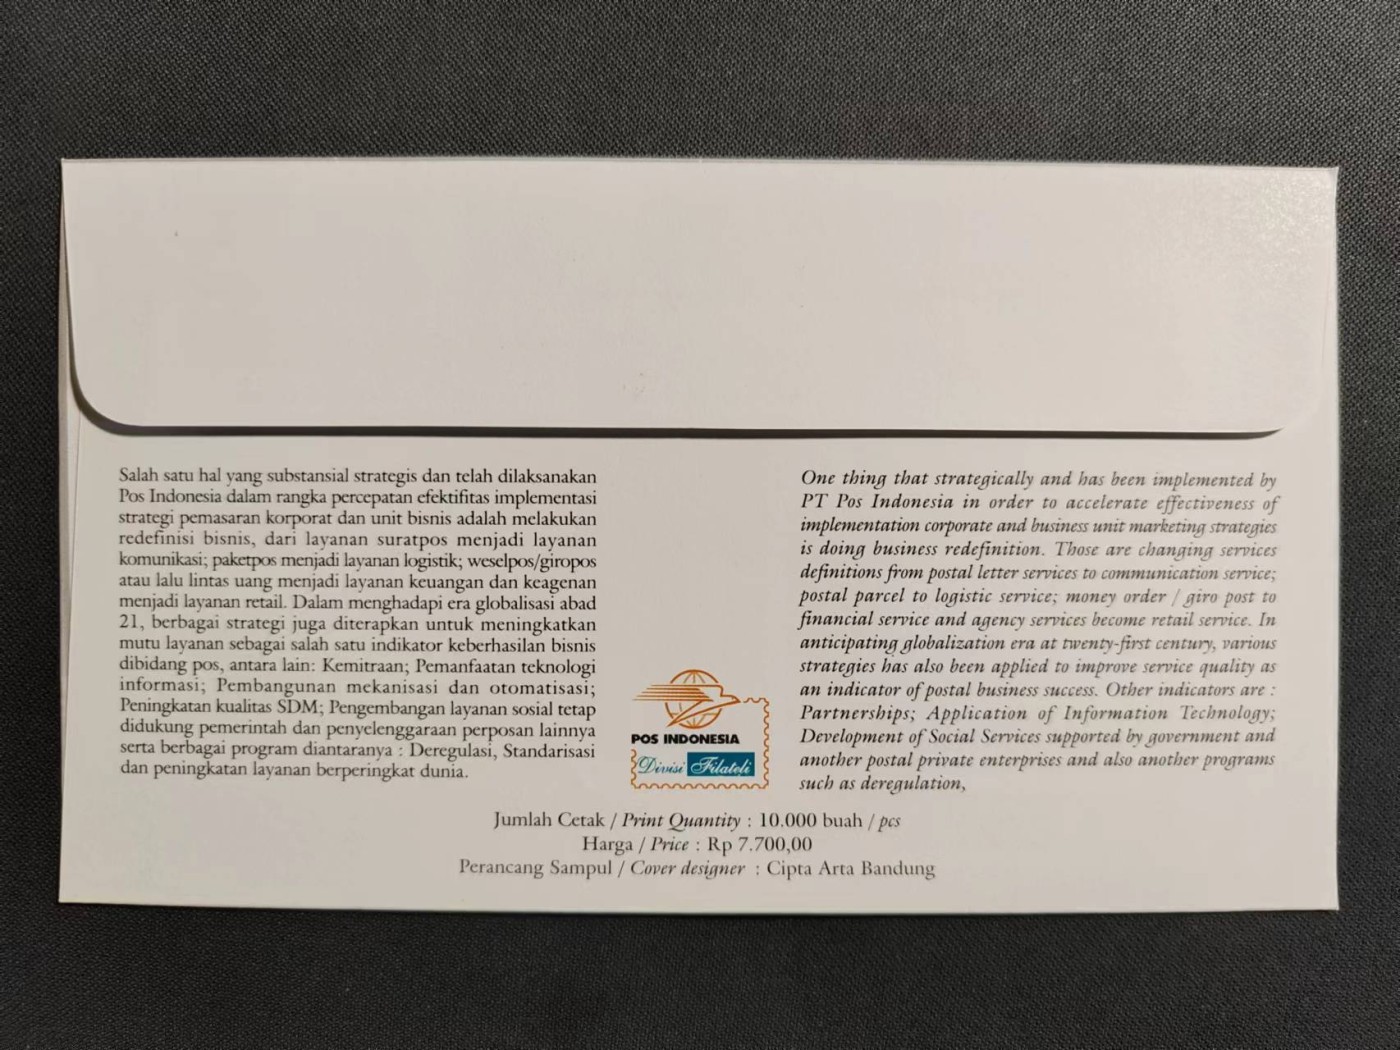 Salah satu hal yang substansial strategis dan telah dilaksanakan
Pos Indonesia dalam rangka percepatan efektifitas implementasi
strategi pemasaran korporat dan unit bisnis adalah melakukan
redefinisi bisnis, dari layanan suratpos menjadi layanan
komunikasi; paketpos menjadi layanan logistik; weselpos/giropos
atau lalu lintas uang menjadi layanan keuangan dan keagenan
menjadi layanan retail. Dalam menghadapi era globalisasi abad
21, berbagai strategi juga diterapkan untuk meningkatkan
mutu layanan sebagai salah satu indikator keberhasilan bisnis
dibidang pos, antara lain: Kemitraan; Pemanfaatan teknologi
informasi; Pembangunan mekanisasi dan otomatisasi;
Peningkatan kualitas SDM; Pengembangan layanan sosial tetap
didukung pemerintah dan penyelenggaraan perposan lainnya
serta berbagai program diantaranya : Deregulasi, Standarisasi
dan peningkatan layanan berperingkat dunia.
POS INDONESIA
Divisi Filateli
One thing that strategically and has been implemented by
PT Pos Indonesia in order to accelerate effectiveness of
implementation corporate and business unit marketing strategies
is doing business redefinition. Those are changing services
definitions from postal letter services to communication service;
postal parcel to logistic service; money order / giro post to
financial service and agency services become retail service. In
anticipating globalization era at twenty-first century, various
strategies has also been applied to improve service quality as
an indicator of postal business success. Other indicators are :
Partnerships; Application of Information Technology;
Development of Social Services supported by government and
another postal private enterprises and also another programs
such as deregulation,
Jumlah Cetak / Print Quantity : 10.000 buah / pcs
Harga / Price : Rp 7.700,00
Perancang Sampul / Cover designer : Cipta Arta Bandung